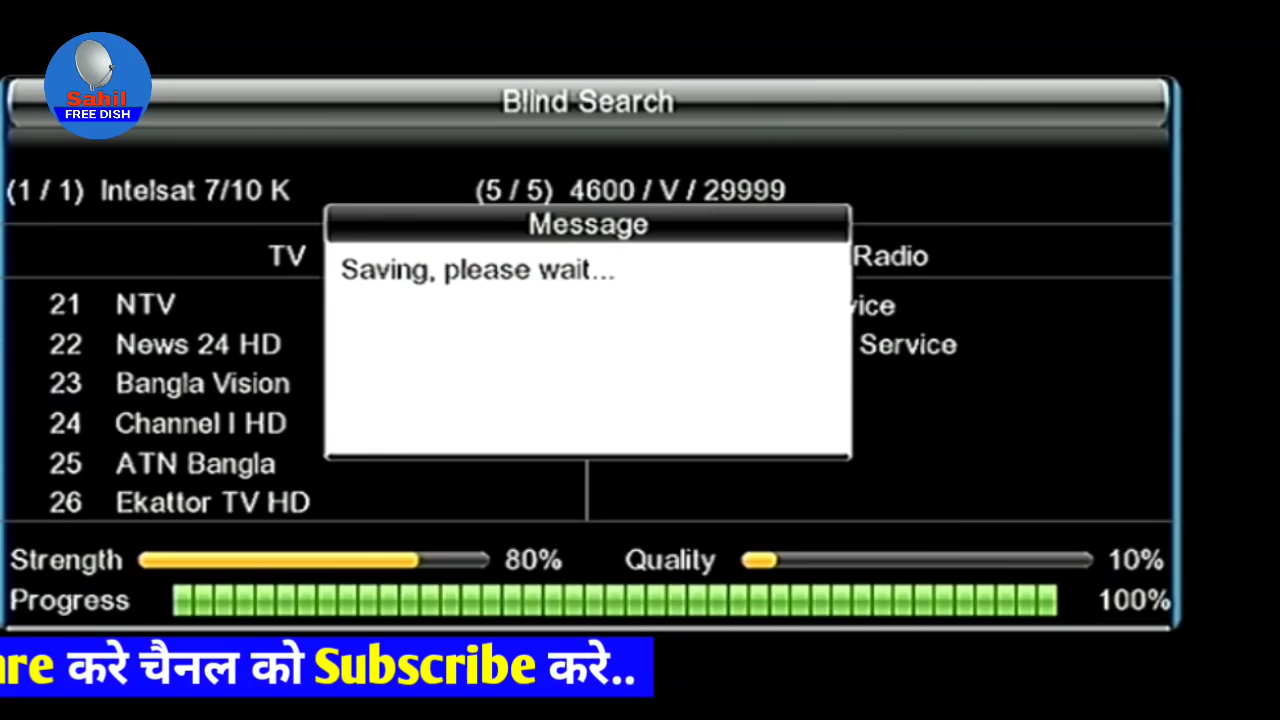 Sahil
FREE DISH
Blind Search
(1 / 1) Intelsat 7/10 K (5 / 5) 4600 / V / 29999
Message
TV Radio
Saving, please wait...
21 NTV
22 News 24 HD Service
23 Bangla Vision
24 Channel I HD
25 ATN Bangla
26 Ekattor TV HD
Strength 80% Quality 10%
Progress 100%
करे चैनल को Subscribe करे..